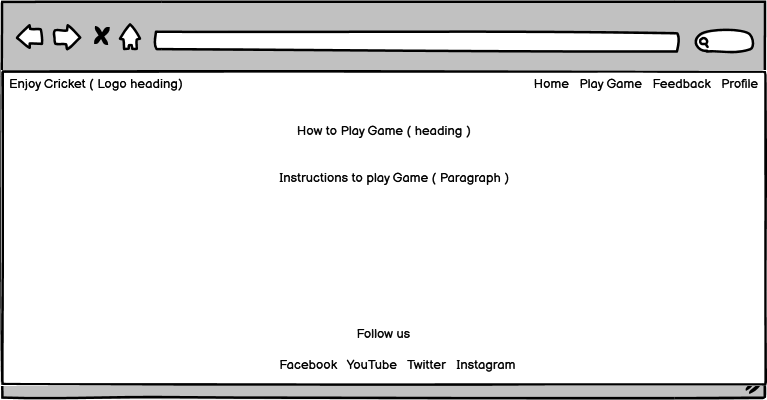 Enjoy Cricket ( Logo heading) Home Play Game Feedback Profile
How to Play Game ( heading )
Instructions to play Game ( Paragraph )
Follow us
Facebook YouTube Twitter Instagram